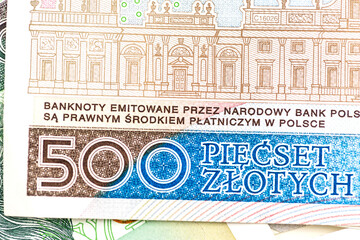 BANKNOTY EMITOWANE PRZEZ NARODOWY BANK POLS
SĄ PRAWNYM ŚRODKIEM PŁATNICZYM W POLSCE
500 PIĘĆSET
ZŁOTYCH